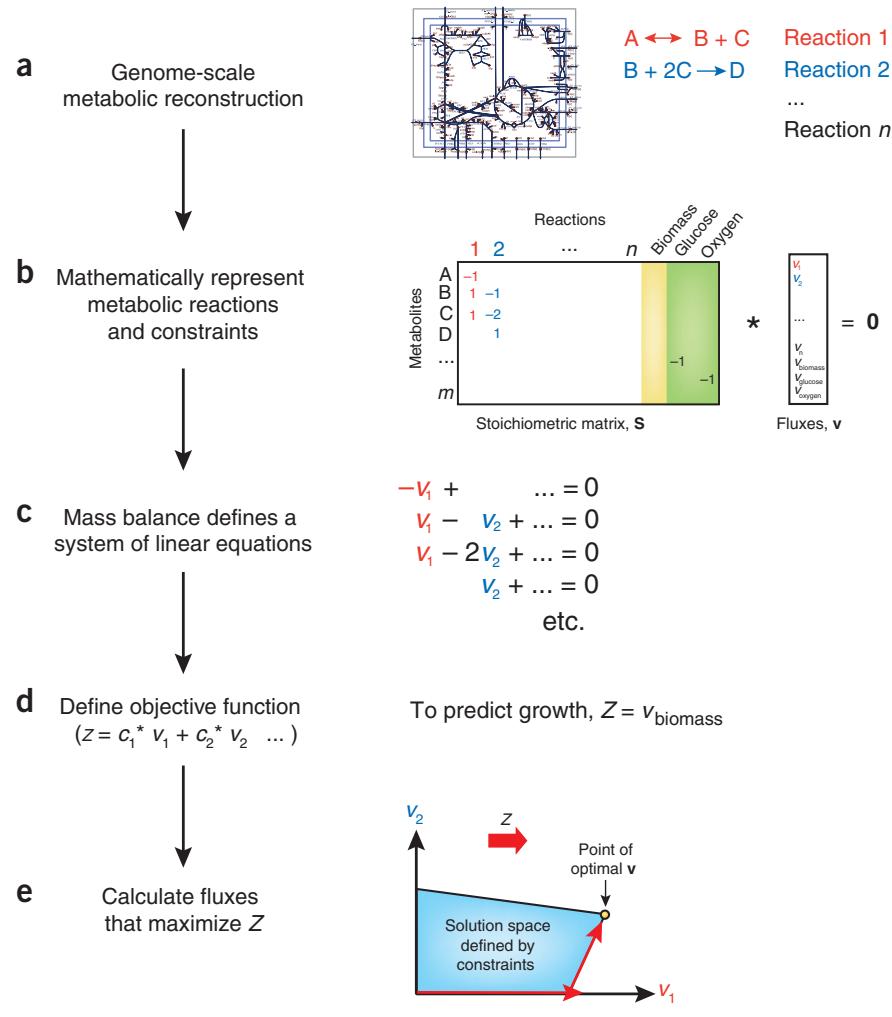 a
Genome-scale
metabolic reconstruction
A ⟷ B + C Reaction 1
B + 2C ⟶ D Reaction 2
...
Reaction n
b
Mathematically represent
metabolic reactions
and constraints
Reactions
1 2 ... n Biomass Glucose Oxygen
Metabolites
A −1
B 1 −1
C 1 −2
D 1
... −1
−1
m
Stoichiometric matrix, S
*
v1
v2
...
vn
vbiomass
vglucose
voxygen
= 0
Fluxes, v
c
Mass balance defines a
system of linear equations
−v1 + ... = 0
v1 − v2 + ... = 0
v1 − 2v2 + ... = 0
v2 + ... = 0
etc.
d
Define objective function
(z = c1* v1 + c2* v2 ... )
To predict growth, Z = vbiomass
e
Calculate fluxes
that maximize Z
v2
Z
Point of
optimal v
Solution space
defined by
constraints
v1